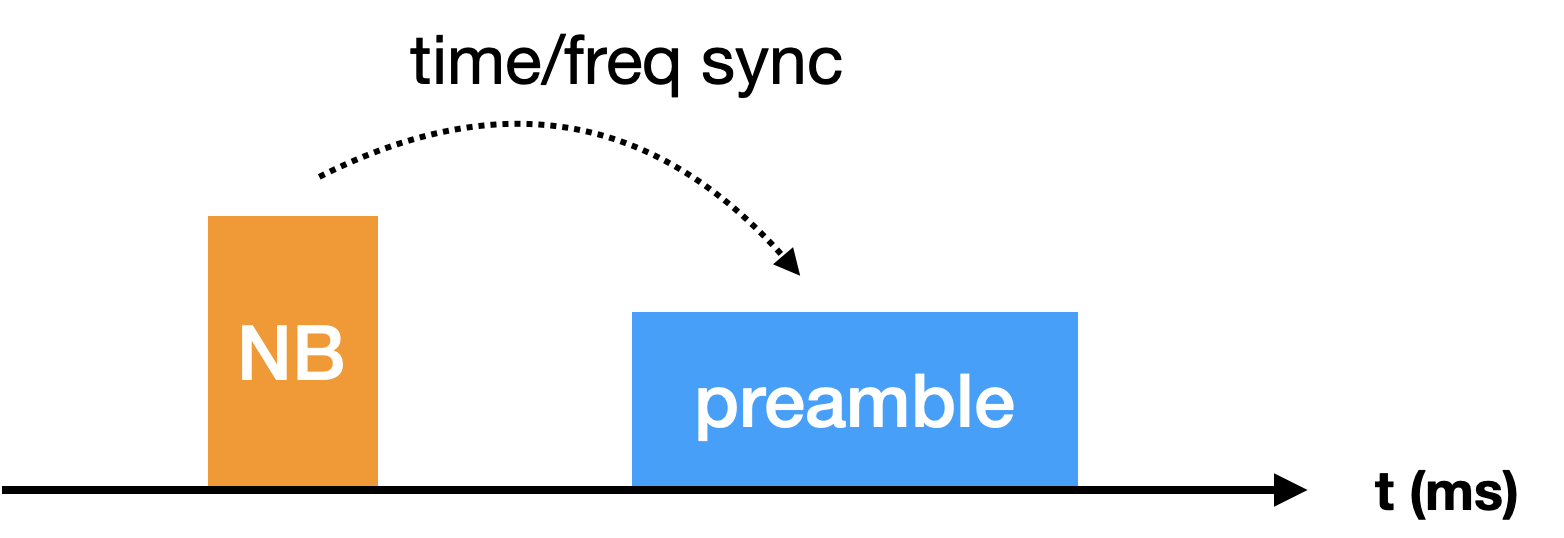 time/freq sync
NB
preamble
t (ms)